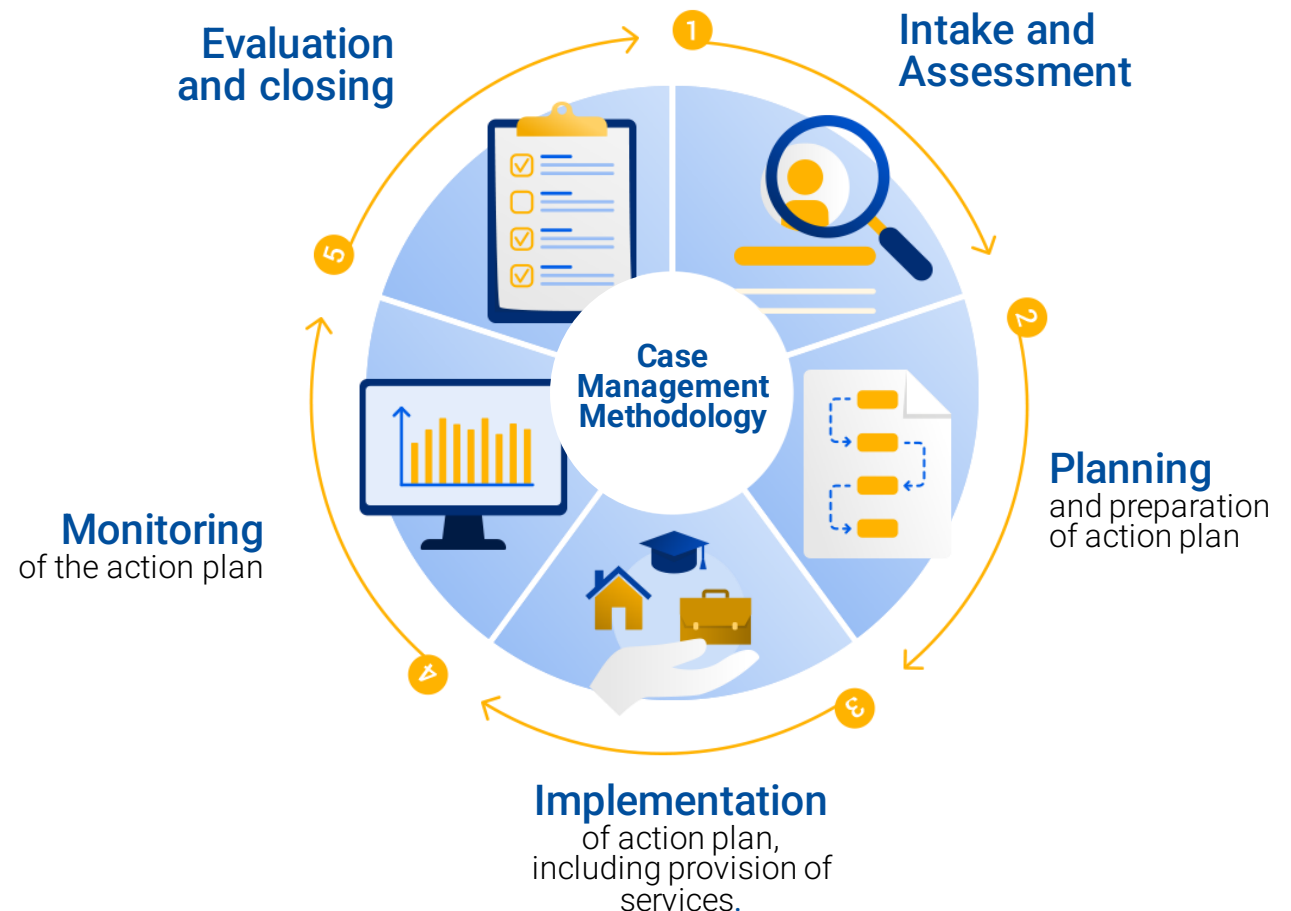 1
Intake and
Assessment
2
Planning
and preparation
of action plan
3
Implementation
of action plan,
including provision of
services.
4
Monitoring
of the action plan
5
Evaluation
and closing
Case
Management
Methodology